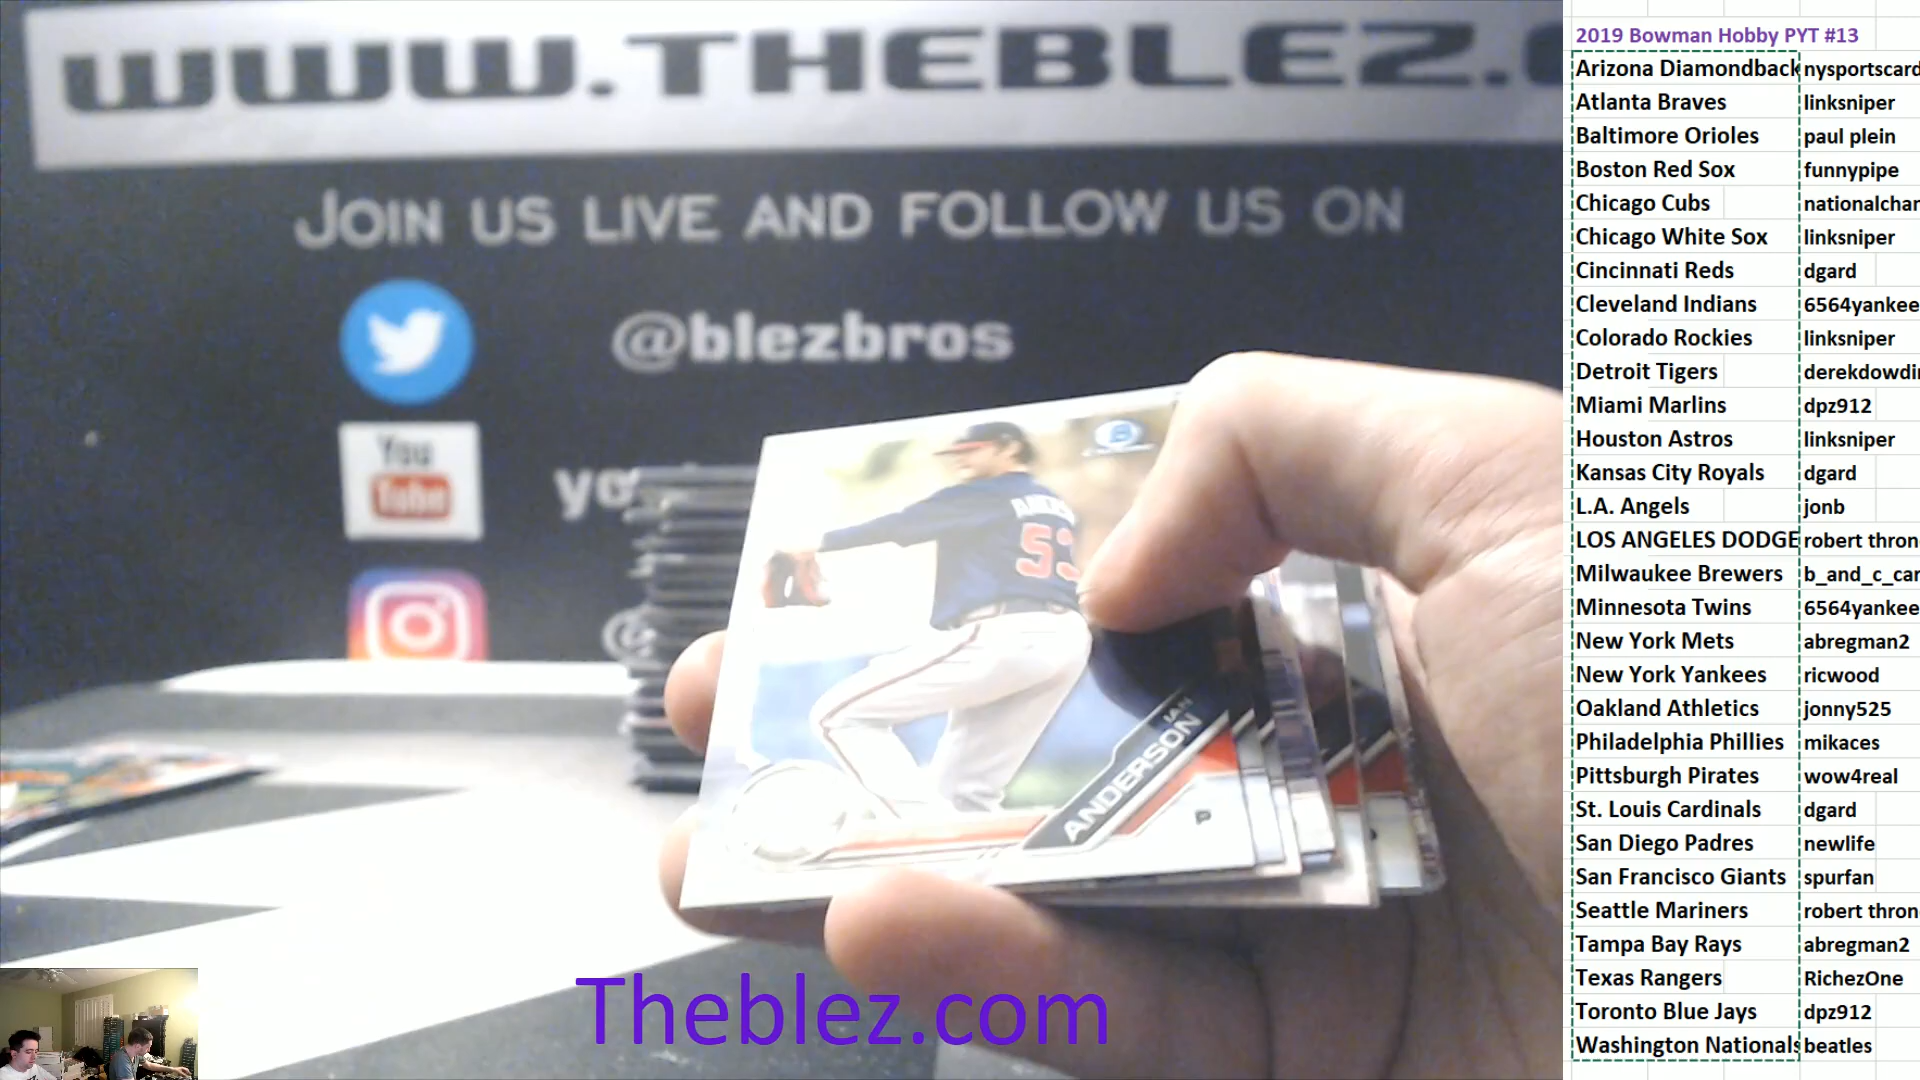 WWW.THEBLEZ.
JOIN US LIVE AND FOLLOW US ON
@blezbros
You
Tube
yo
@
ANDERS
53
IAN
ANDERSON
P
B
Theblez.com
2019 Bowman Hobby PYT #13
Arizona Diamondback nysportscard
Atlanta Braves linksniper
Baltimore Orioles paul plein
Boston Red Sox funnypipe
Chicago Cubs nationalchar
Chicago White Sox linksniper
Cincinnati Reds dgard
Cleveland Indians 6564yankee
Colorado Rockies linksniper
Detroit Tigers derekdowdin
Miami Marlins dpz912
Houston Astros linksniper
Kansas City Royals dgard
L.A. Angels jonb
LOS ANGELES DODGE robert thron
Milwaukee Brewers b_and_c_car
Minnesota Twins 6564yankee
New York Mets abregman2
New York Yankees ricwood
Oakland Athletics jonny525
Philadelphia Phillies mikaces
Pittsburgh Pirates wow4real
St. Louis Cardinals dgard
San Diego Padres newlife
San Francisco Giants spurfan
Seattle Mariners robert thron
Tampa Bay Rays abregman2
Texas Rangers RichezOne
Toronto Blue Jays dpz912
Washington Nationals beatles